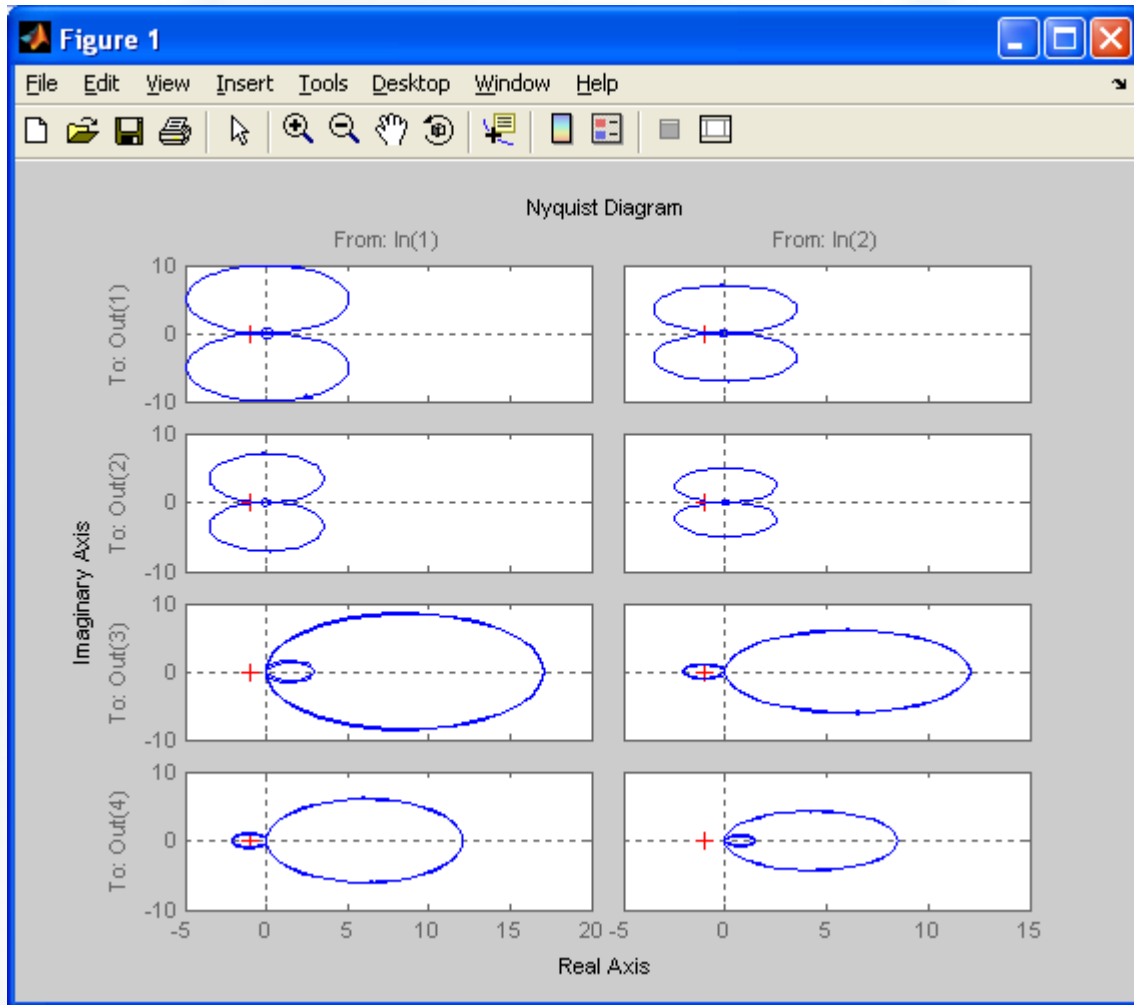 Figure 1
File Edit View Insert Tools Desktop Window Help
Nyquist Diagram
From: In(1) From: In(2)
To: Out(1)
10
0
-10
To: Out(2)
10
0
-10
Imaginary Axis
To: Out(3)
10
0
-10
To: Out(4)
10
0
-10
-5 0 5 10 15 20 -5 0 5 10 15
Real Axis